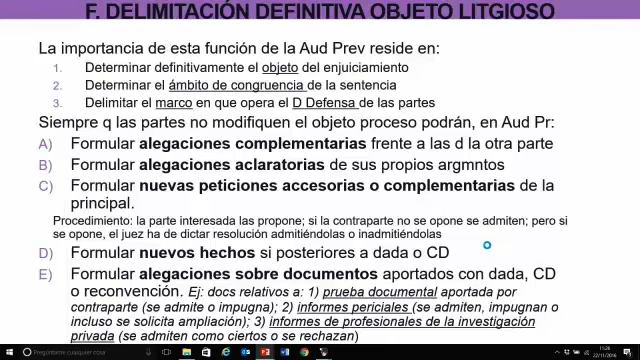 F. DELIMITACIÓN DEFINITIVA OBJETO LITGIOSO
La importancia de esta función de la Aud Prev reside en:
1. Determinar definitivamente el objeto del enjuiciamiento
2. Determinar el ámbito de congruencia de la sentencia
3. Delimitar el marco en que opera el D Defensa de las partes
Siempre q las partes no modifiquen el objeto proceso podrán, en Aud Pr:
A) Formular alegaciones complementarias frente a las d la otra parte
B) Formular alegaciones aclaratorias de sus propios argmntos
C) Formular nuevas peticiones accesorias o complementarias de la
principal.
Procedimiento: la parte interesada las propone; si la contraparte no se opone se admiten; pero si
se opone, el juez ha de dictar resolución admitiéndolas o inadmitiéndolas
D) Formular nuevos hechos si posteriores a dada o CD
E) Formular alegaciones sobre documentos aportados con dada, CD
o reconvención. Ej: docs relativos a: 1) prueba documental aportada por
contraparte (se admite o impugna); 2) informes periciales (se admiten, impugnan o
incluso se solicita ampliación); 3) informes de profesionales de la investigación
privada (se admiten como ciertos o se rechazan)
Pregúntame cualquier cosa
11:28
22/11/2016